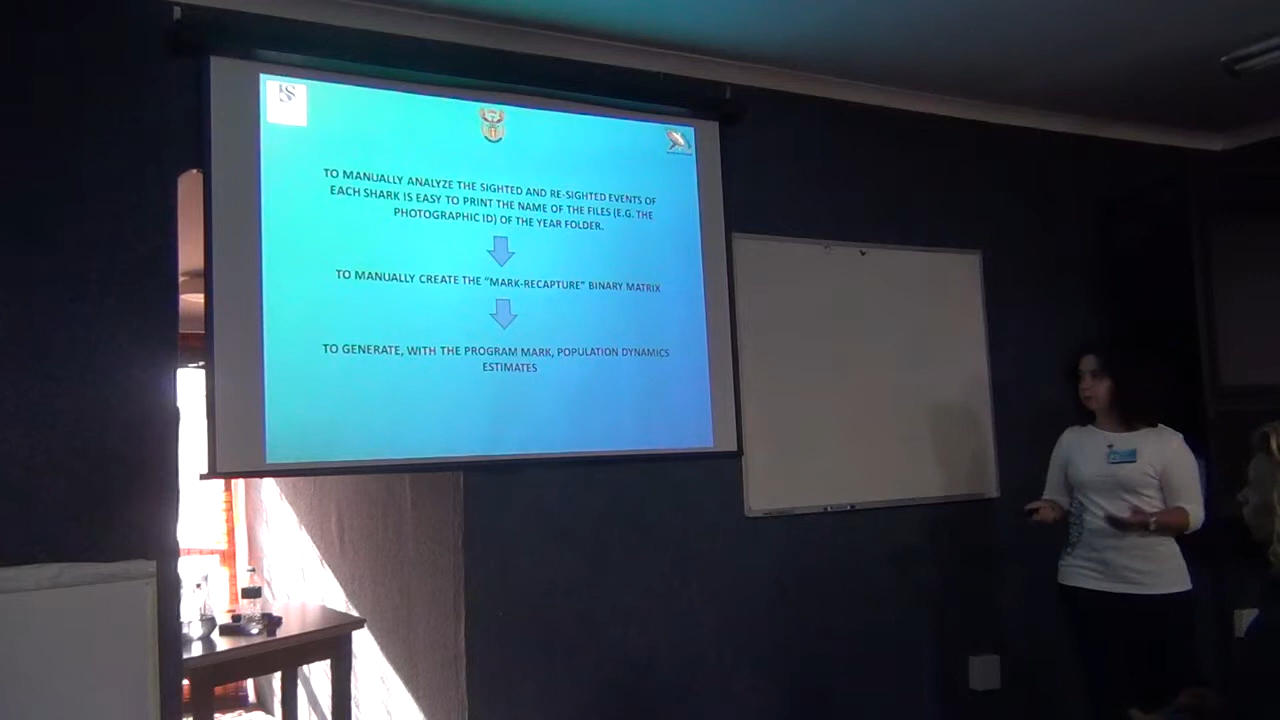 TO MANUALLY ANALYZE THE SIGHTED AND RE-SIGHTED EVENTS OF
EACH SHARK IS EASY TO PRINT THE NAME OF THE FILES (E.G. THE
PHOTOGRAPHIC ID) OF THE YEAR FOLDER.
TO MANUALLY CREATE THE “MARK-RECAPTURE” BINARY MATRIX
TO GENERATE, WITH THE PROGRAM MARK, POPULATION DYNAMICS
ESTIMATES